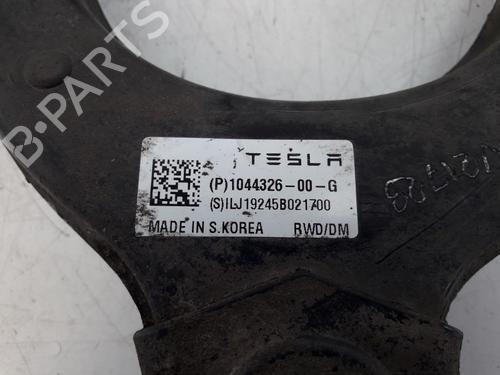 TESLA
(P)1044326-00-G
(S)ILJ19245B021700
MADE IN S.KOREA RWD/DM
B-PARTS